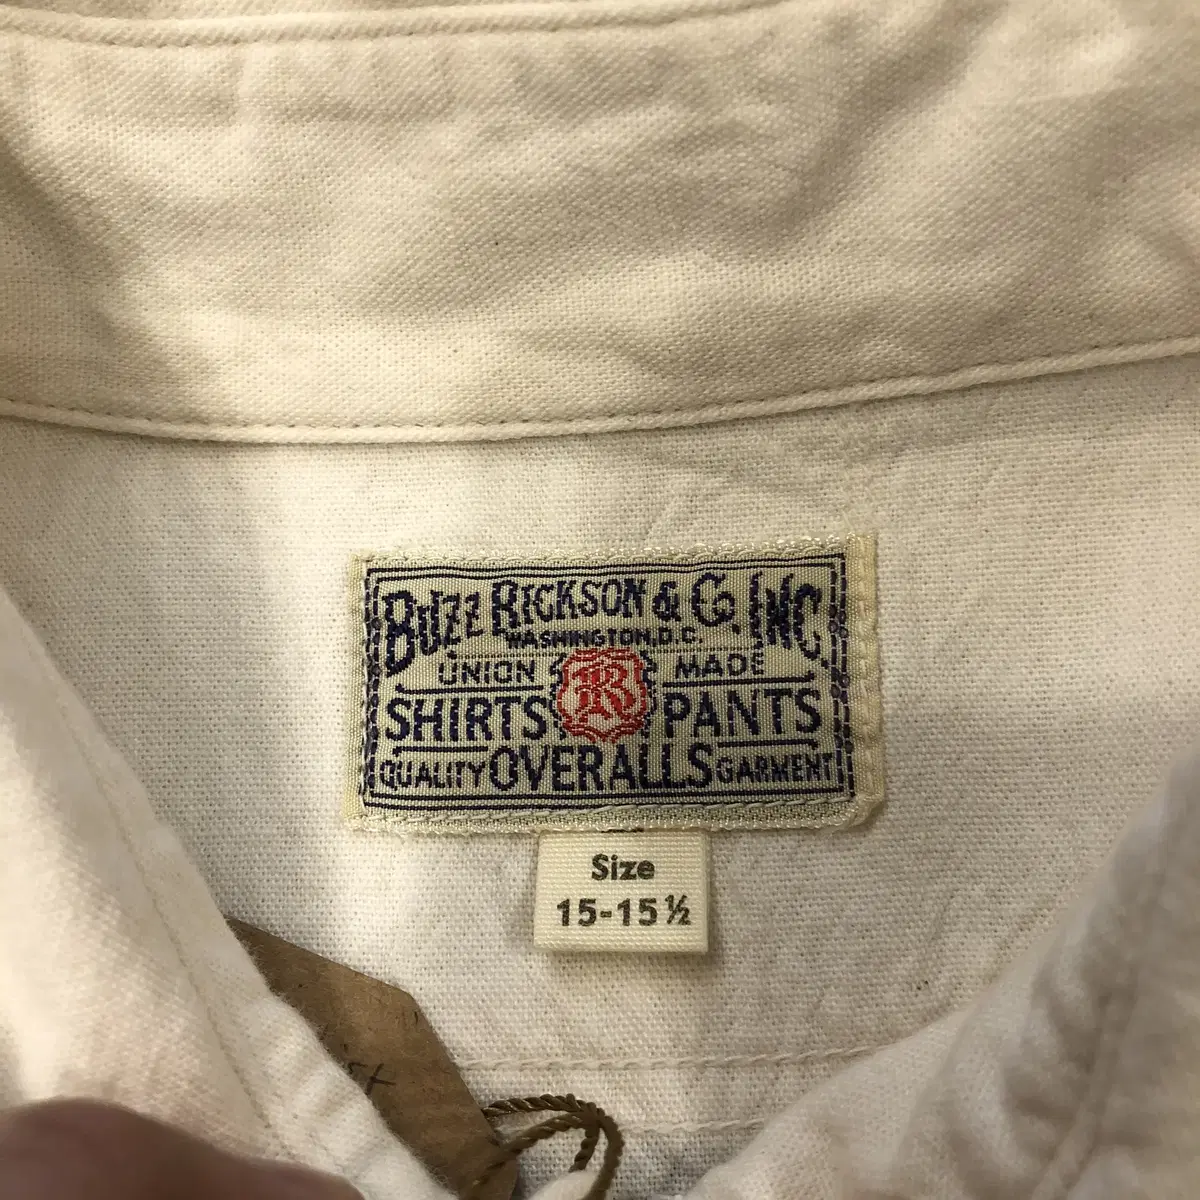 BUZZ RICKSON & CO. INC.
WASHINGTON, D.C.
UNION MADE
R
SHIRTS PANTS
QUALITY OVERALLS GARMENT
Size
15-15½